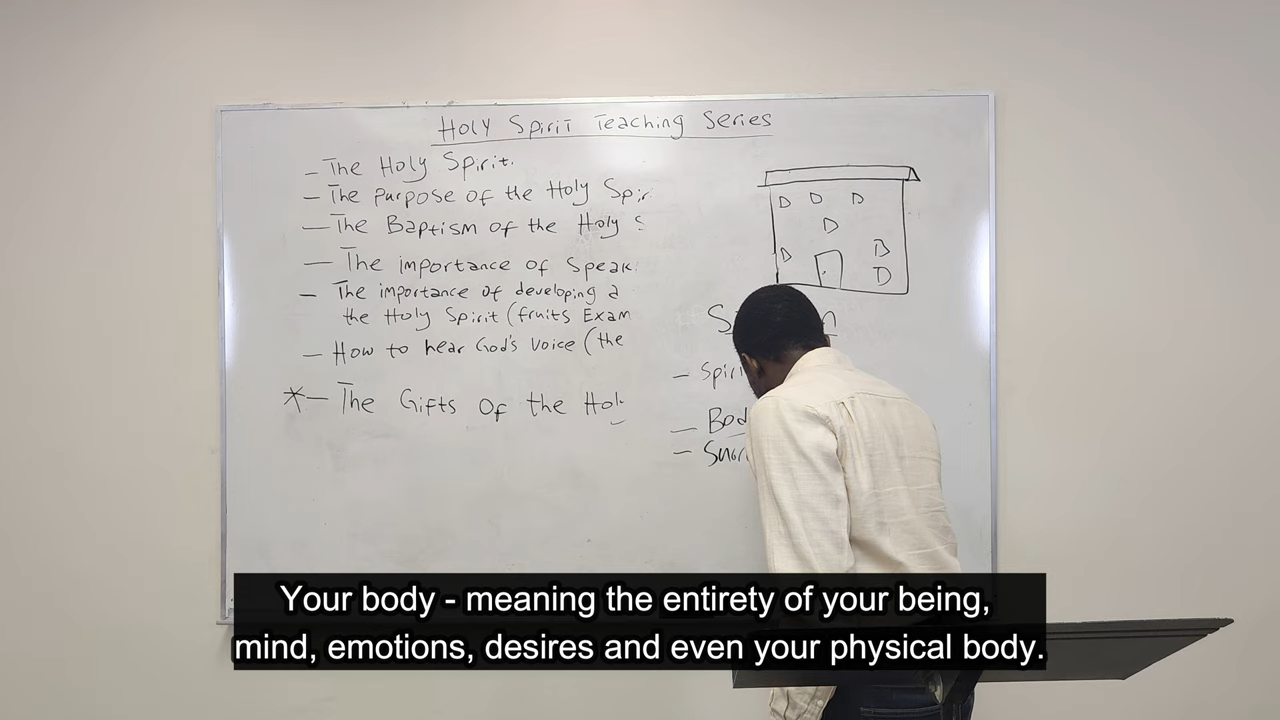 Holy Spirit Teaching Series
- The Holy Spirit.
- The purpose of the Holy Spir
- The Baptism of the Holy S
- The importance of Speak
- The importance of developing a
the Holy Spirit (fruits Exam
- How to hear God's voice (the
* - The Gifts of the Hol
D D D
D
D D
D
S n
- Spiri
- Bod
-
Your body - meaning the entirety of your being,
mind, emotions, desires and even your physical body.